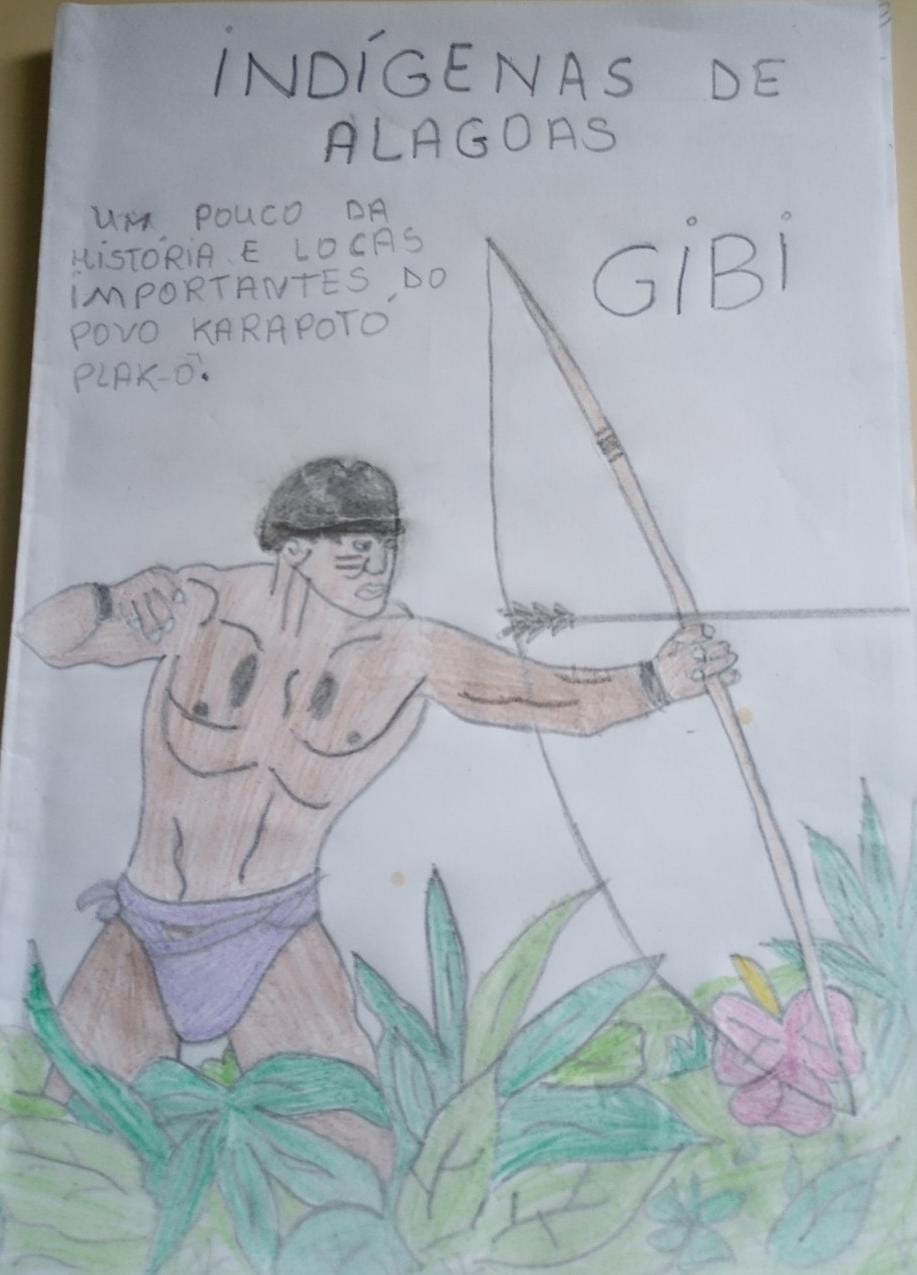 INDÍGENAS DE
ALAGOAS
UM POUCO DA
HISTÓRIA E LOCAS
IMPORTANTES DO
POVO KARAPOTÓ
PLAK-Ô.
GIBI